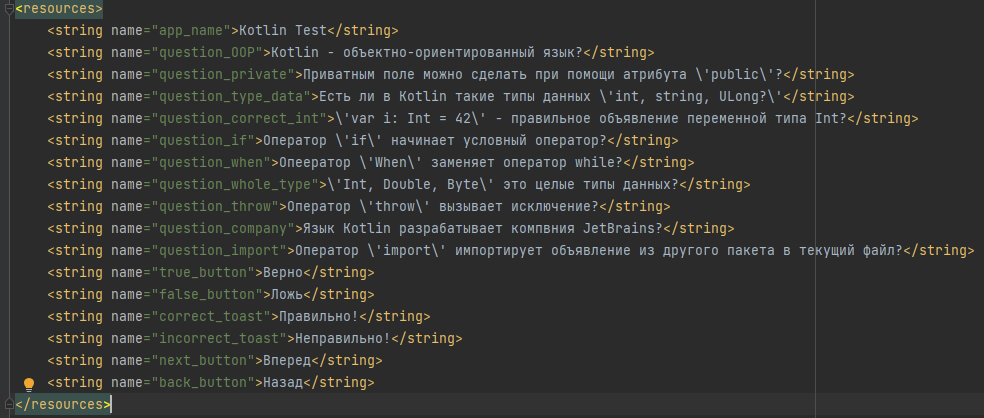 <resources>
<string name="app_name">Kotlin Test</string>
<string name="question_OOP">Kotlin - объектно-ориентированный язык?</string>
<string name="question_private">Приватным поле можно сделать при помощи атрибута \'public\'?</string>
<string name="question_type_data">Есть ли в Kotlin такие типы данных \'int, string, ULong?\'</string>
<string name="question_correct_int">\'var i: Int = 42\' - правильное объявление переменной типа Int?</string>
<string name="question_if">Оператор \'if\' начинает условный оператор?</string>
<string name="question_when">Опеератор \'When\' заменяет оператор while?</string>
<string name="question_whole_type">\'Int, Double, Byte\' это целые типы данных?</string>
<string name="question_throw">Оператор \'throw\' вызывает исключение?</string>
<string name="question_company">Язык Kotlin разрабатывает компвния JetBrains?</string>
<string name="question_import">Оператор \'import\' импортирует объявление из другого пакета в текущий файл?</string>
<string name="true_button">Верно</string>
<string name="false_button">Ложь</string>
<string name="correct_toast">Правильно!</string>
<string name="incorrect_toast">Неправильно!</string>
<string name="next_button">Вперед</string>
<string name="back_button">Назад</string>
</resources>